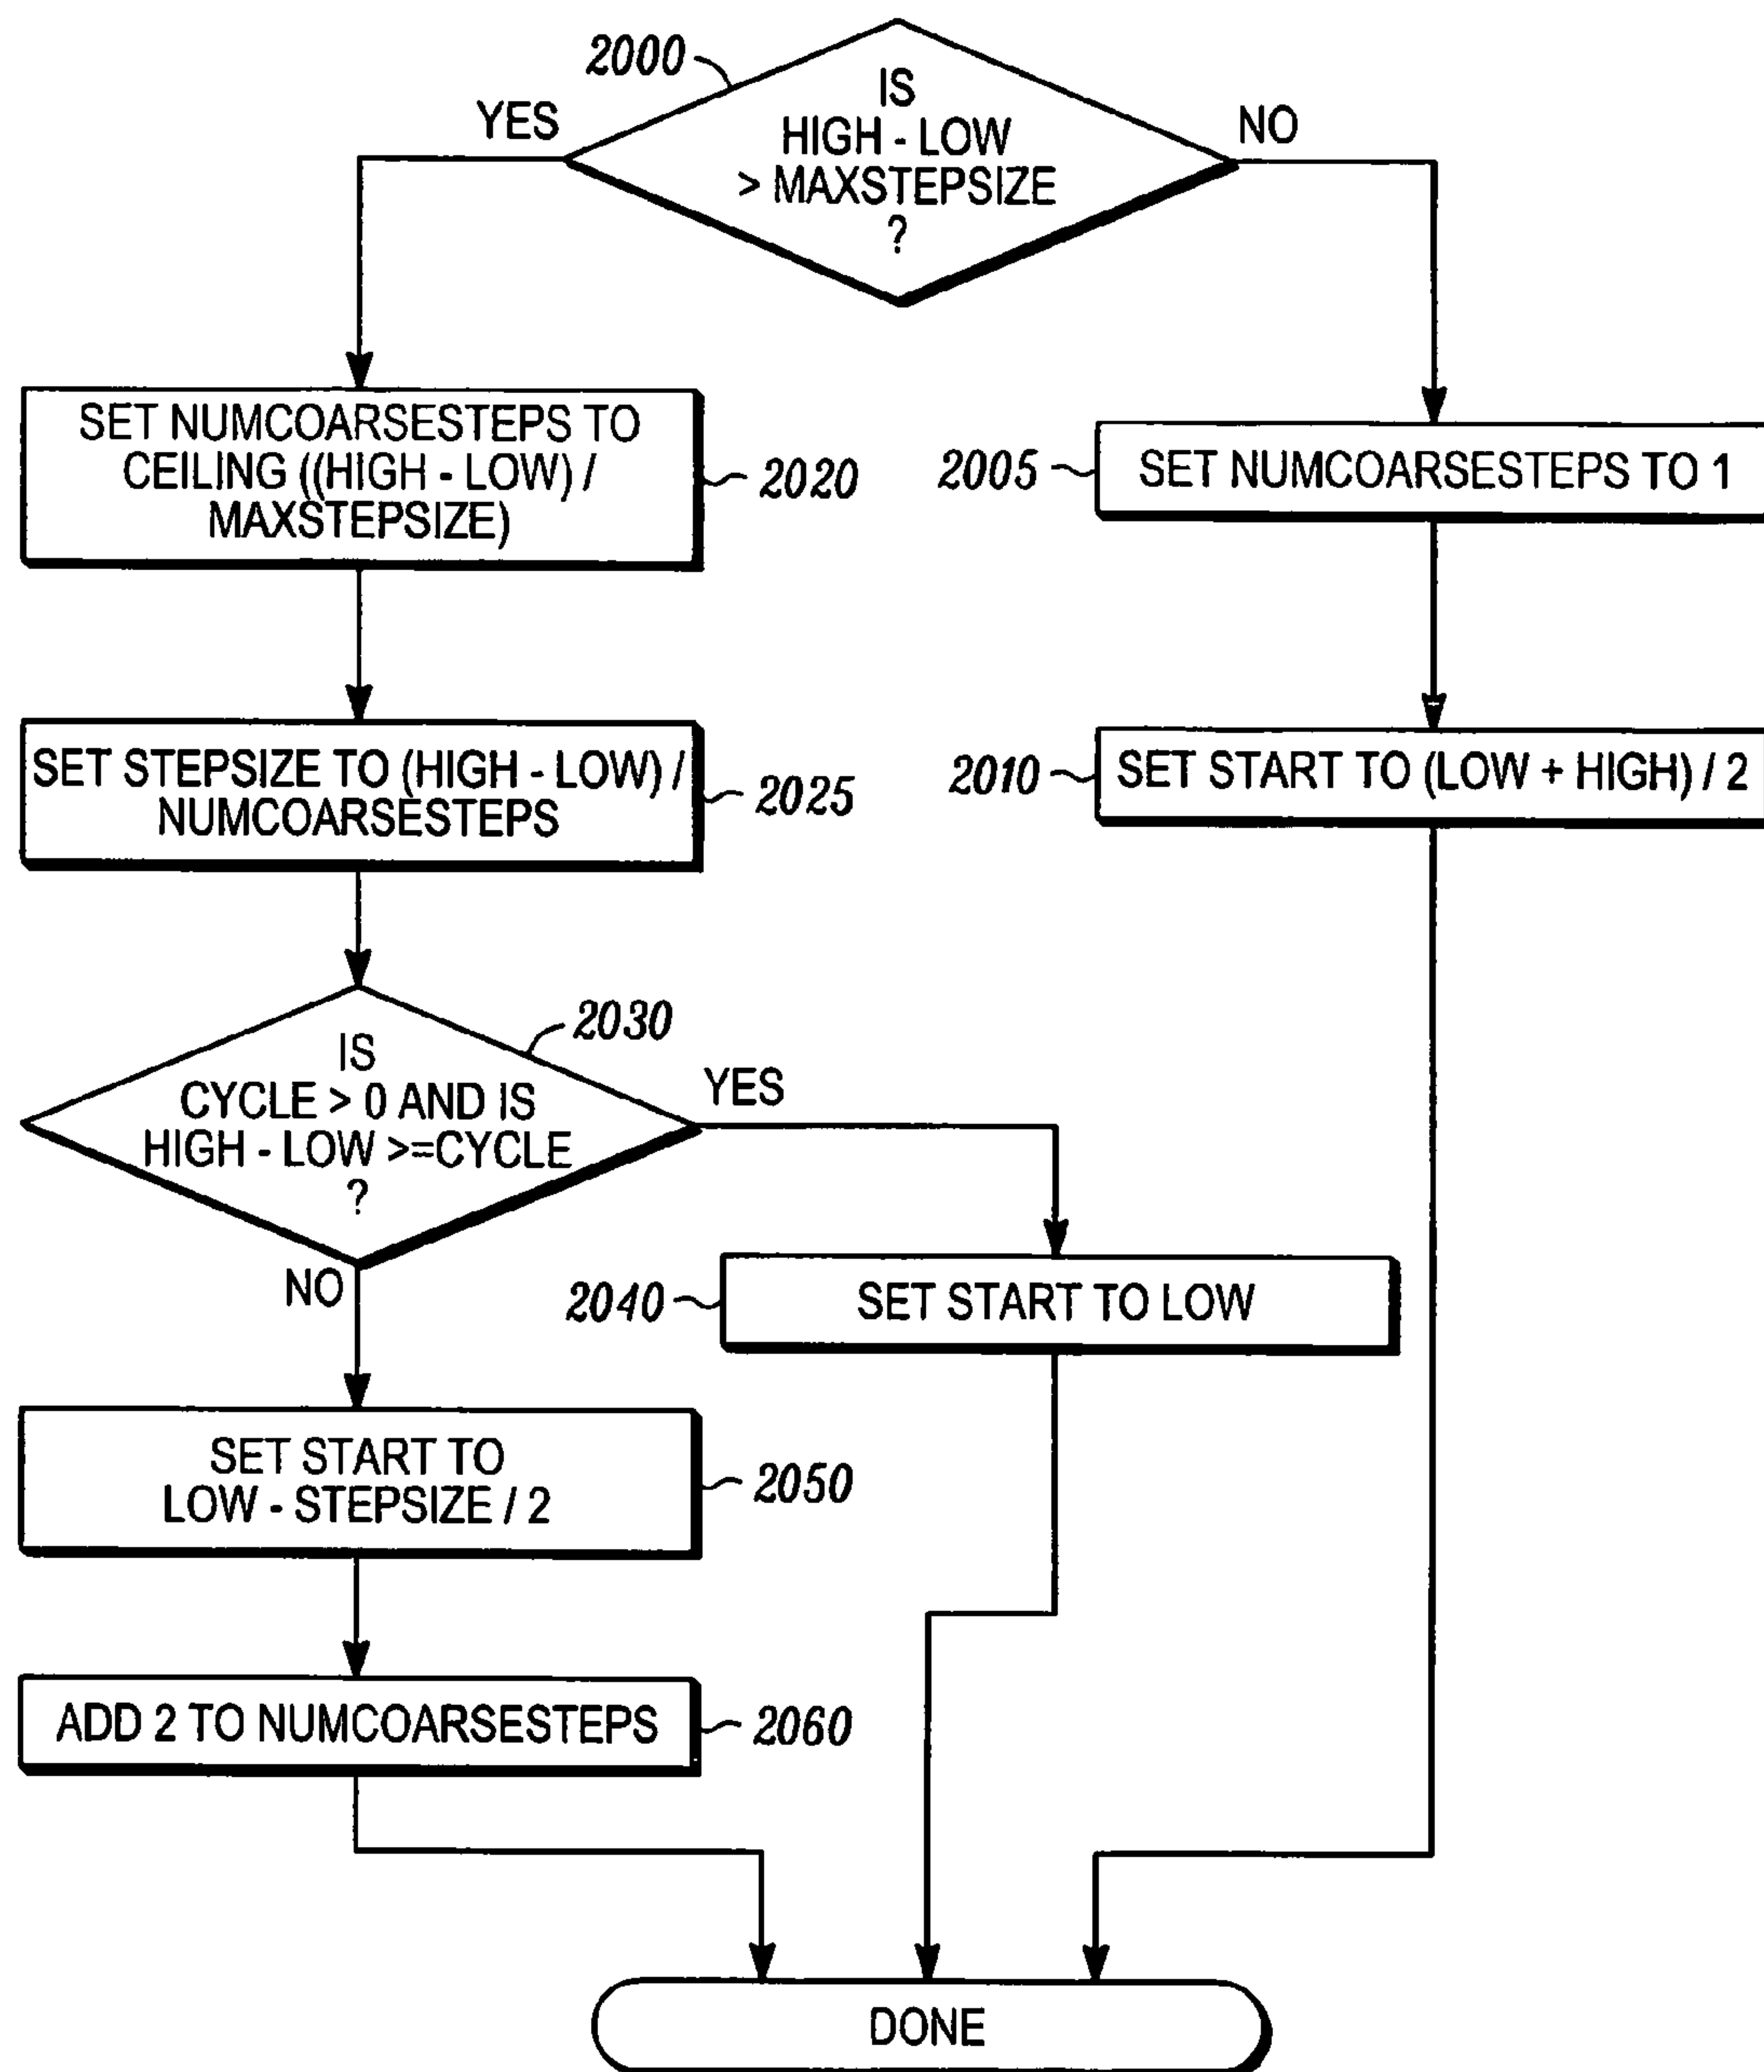 2000
IS
HIGH - LOW
> MAXSTEPSIZE
?
YES
NO
SET NUMCOARSESTEPS TO
CEILING ((HIGH - LOW) /
MAXSTEPSIZE)
2020
2005
SET NUMCOARSESTEPS TO 1
SET STEPSIZE TO (HIGH - LOW) /
NUMCOARSESTEPS
2025
2010
SET START TO (LOW + HIGH) / 2
2030
IS
CYCLE > 0 AND IS
HIGH - LOW >=CYCLE
?
YES
NO
2040
SET START TO LOW
SET START TO
LOW - STEPSIZE / 2
2050
ADD 2 TO NUMCOARSESTEPS
2060
DONE